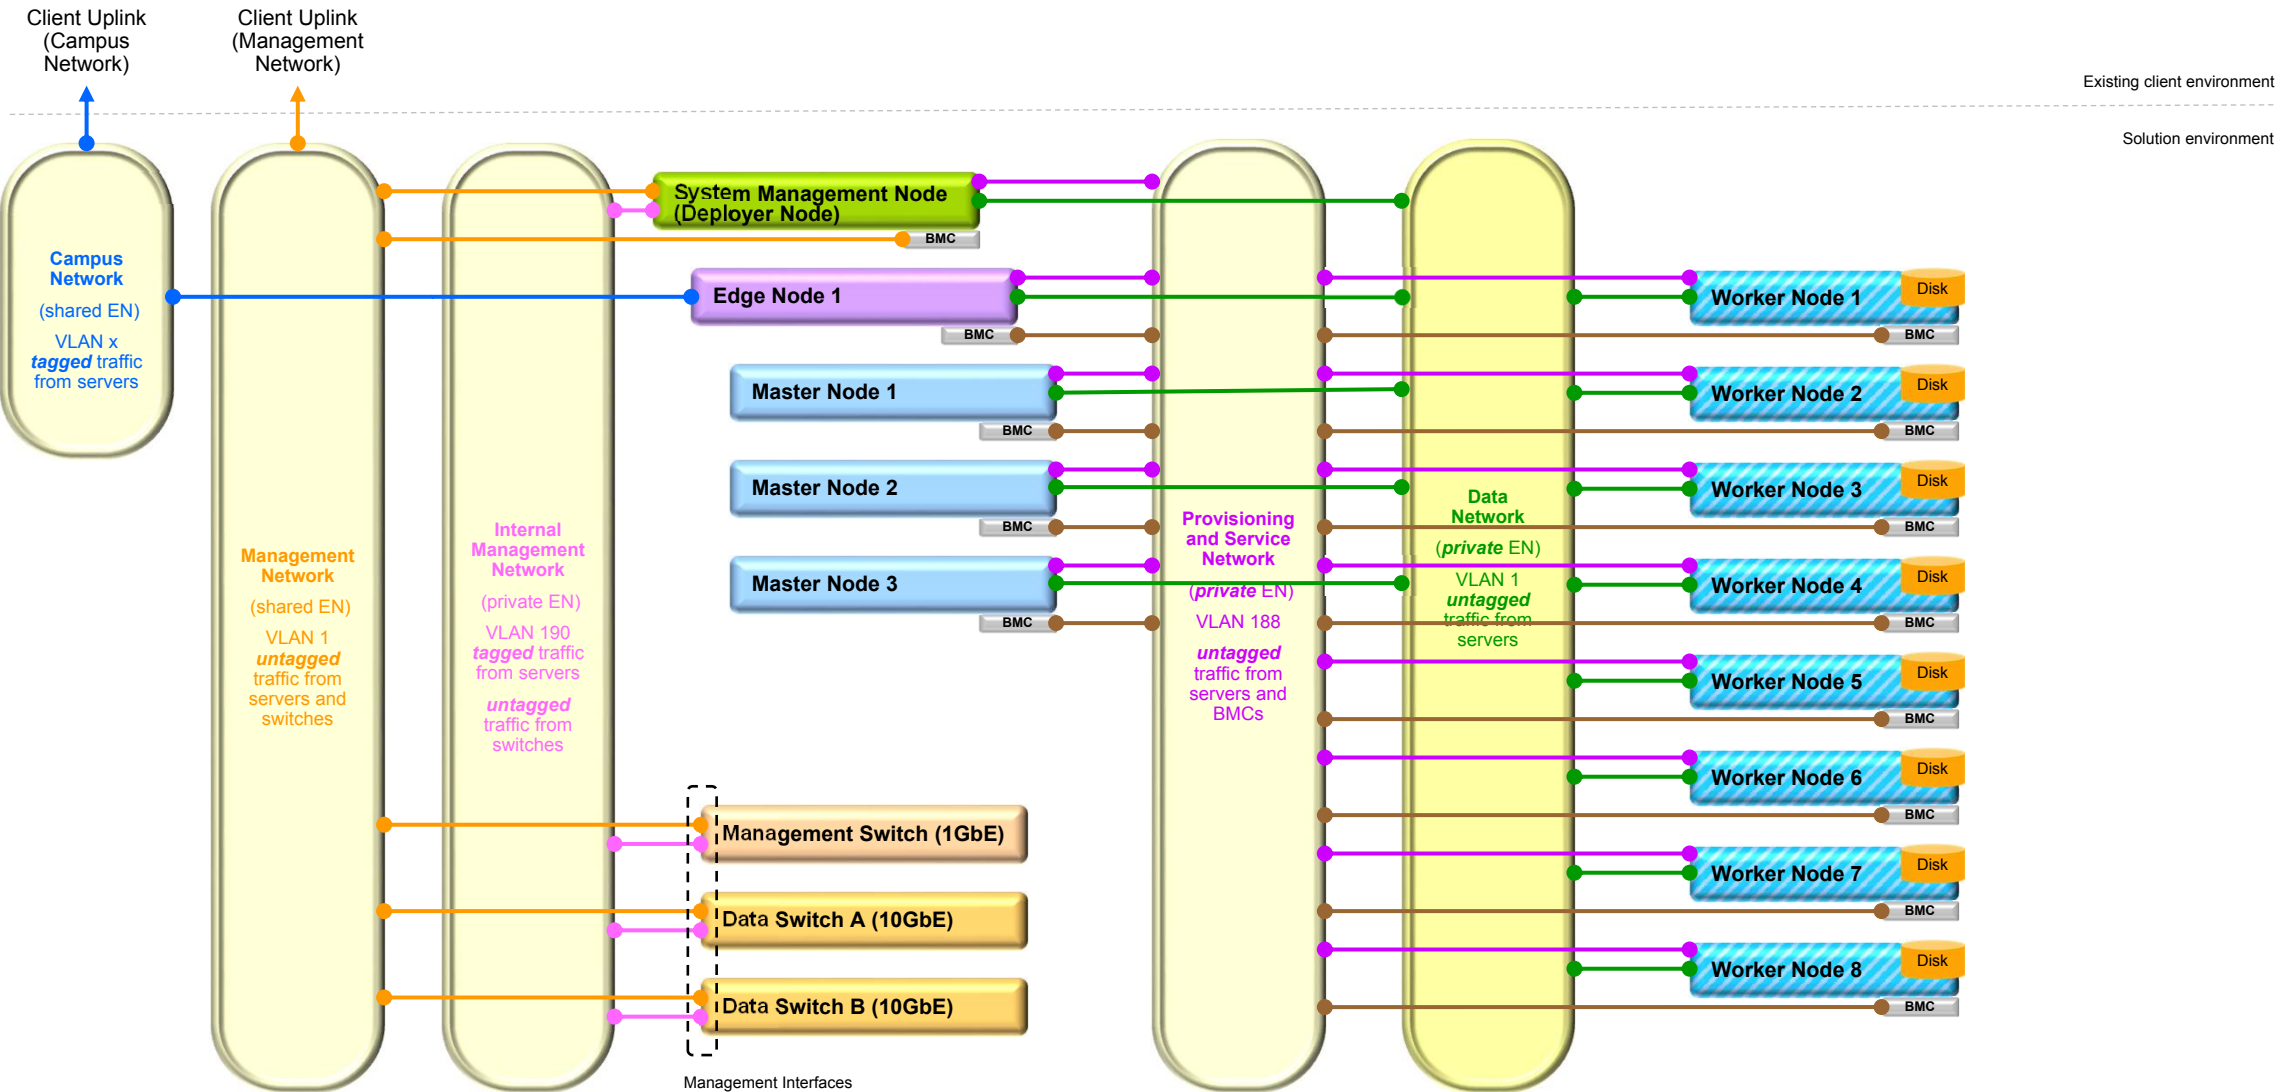 Client Uplink
(Campus
Network)
Client Uplink
(Management
Network)
Existing client environment
Solution environment
Campus
Network
(shared EN)
VLAN x
tagged traffic
from servers
Management
Network
(shared EN)
VLAN 1
untagged
traffic from
servers and
switches
Internal
Management
Network
(private EN)
VLAN 190
tagged traffic
from servers
untagged
traffic from
switches
System Management Node
(Deployer Node)
BMC
Edge Node 1
BMC
Master Node 1
BMC
Master Node 2
BMC
Master Node 3
BMC
Management Switch (1GbE)
Data Switch A (10GbE)
Data Switch B (10GbE)
Management Interfaces
Provisioning
and Service
Network
(private EN)
VLAN 188
untagged
traffic from
servers and
BMCs
Data
Network
(private EN)
VLAN 1
untagged
traffic from
servers
Worker Node 1
Disk
BMC
Worker Node 2
Disk
BMC
Worker Node 3
Disk
BMC
Worker Node 4
Disk
BMC
Worker Node 5
Disk
BMC
Worker Node 6
Disk
BMC
Worker Node 7
Disk
BMC
Worker Node 8
Disk
BMC